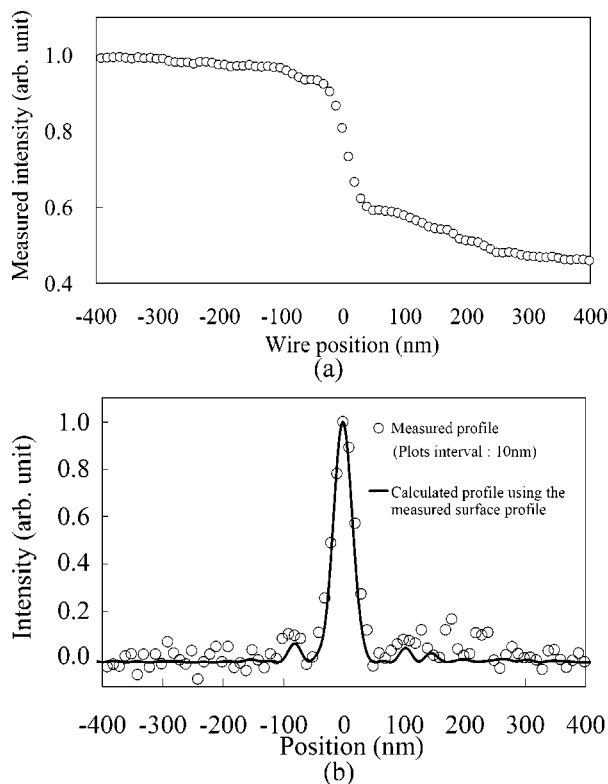 Measured intensity (arb. unit)
1.0
0.8
0.6
0.4
-400 -300 -200 -100 0 100 200 300 400
Wire position (nm)
(a)
Intensity (arb. unit)
1.0
0.8
0.6
0.4
0.2
0.0
Measured profile
(Plots interval : 10nm)
Calculated profile using the
measured surface profile
-400 -300 -200 -100 0 100 200 300 400
Position (nm)
(b)